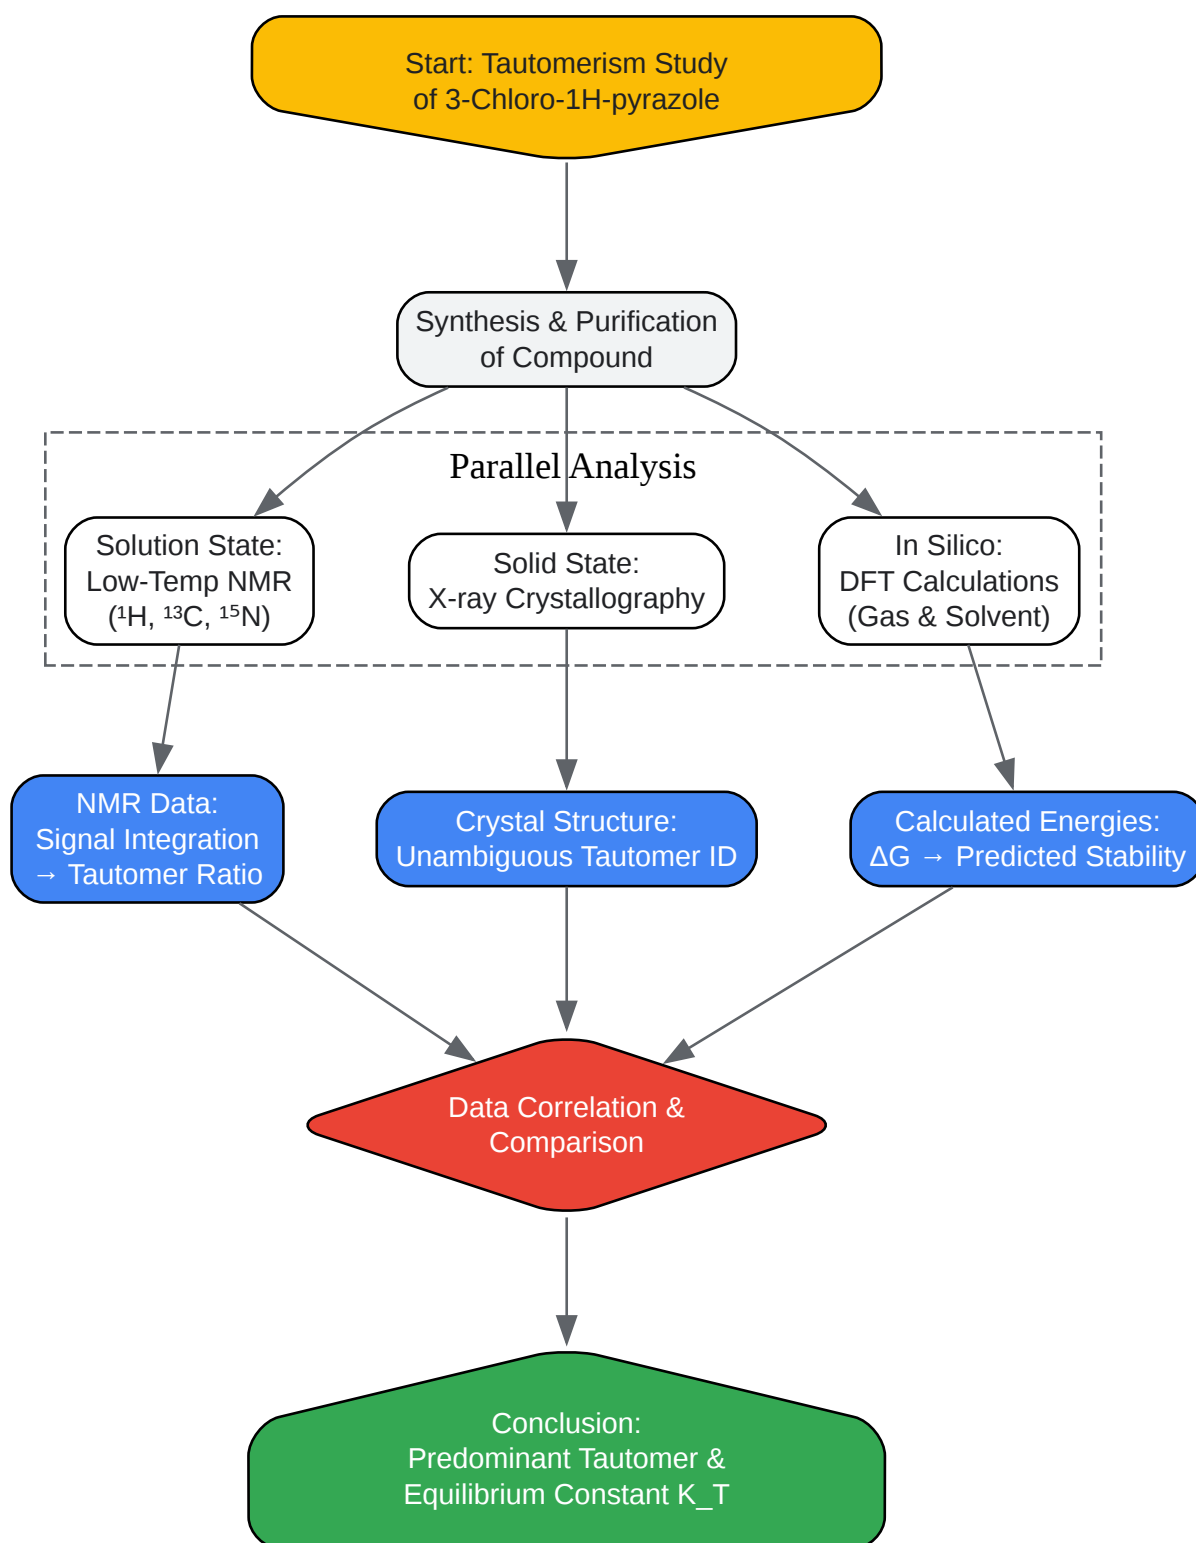 Start: Tautomerism Study
of 3-Chloro-1H-pyrazole
Synthesis & Purification
of Compound
Parallel Analysis
Solution State:
Low-Temp NMR
(¹H, ¹³C, ¹⁵N)
Solid State:
X-ray Crystallography
In Silico:
DFT Calculations
(Gas & Solvent)
NMR Data:
Signal Integration
→ Tautomer Ratio
Crystal Structure:
Unambiguous Tautomer ID
Calculated Energies:
ΔG → Predicted Stability
Data Correlation &
Comparison
Conclusion:
Predominant Tautomer &
Equilibrium Constant K_T